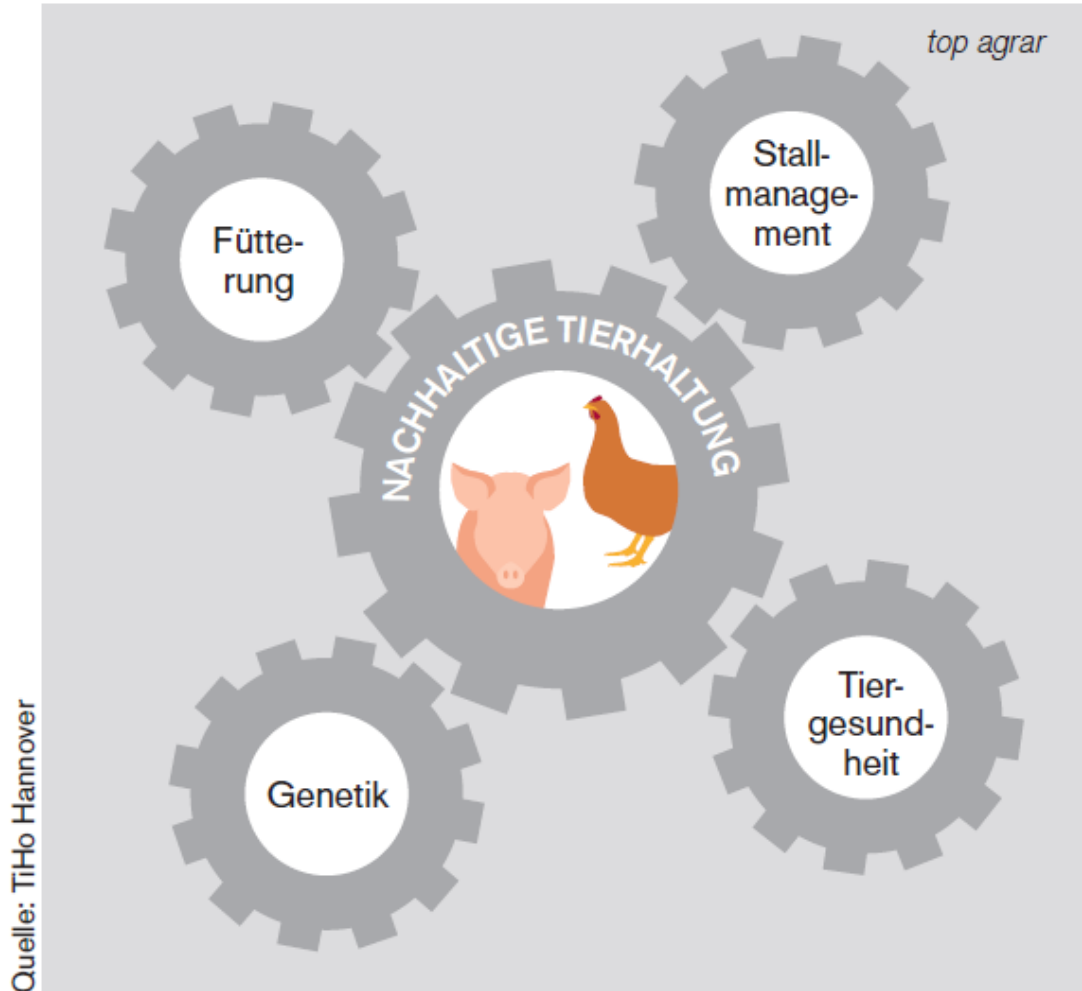 top agrar
Stall-
manage-
ment
Fütte-
rung
NACHHALTIGE TIERHALTUNG
Tier-
gesund-
heit
Genetik
Quelle: TiHo Hannover